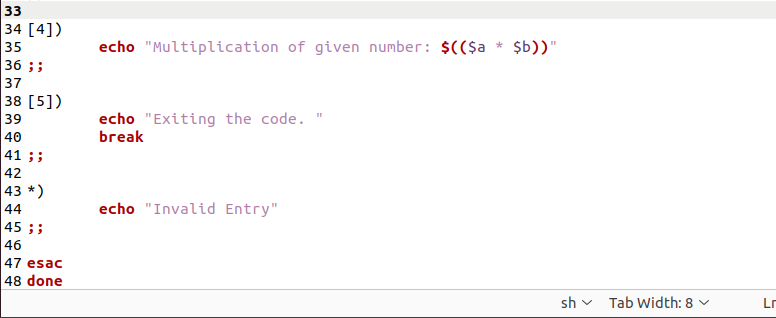 33
34 [4])
35         echo "Multiplication of given number: $(($a * $b))"
36 ;;
37
38 [5])
39         echo "Exiting the code. "
40         break
41 ;;
42
43 *)
44         echo "Invalid Entry"
45 ;;
46
47 esac
48 done
sh Tab Width: 8 Ln